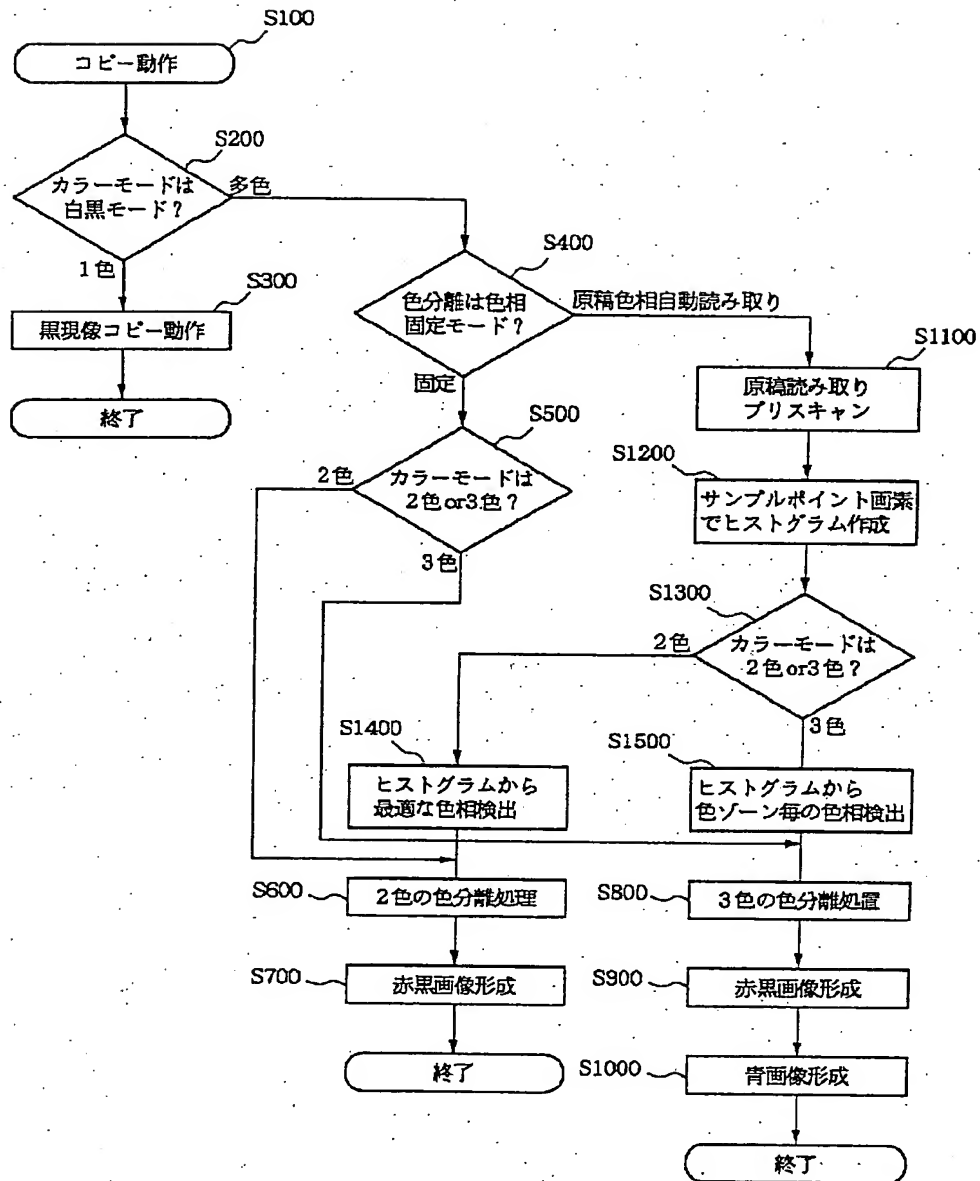 S100
コピー動作
S200
カラーモードは
白黒モード？
多色
1色
S300
黒現像コピー動作
終了
S400
色分離は色相
固定モード？
原稿色相自動読み取り
固定
S500
カラーモードは
2色or3色？
2色
3色
S1100
原稿読み取り
プリスキャン
S1200
サンプルポイント画素
でヒストグラム作成
S1300
カラーモードは
2色or3色？
2色
3色
S1400
ヒストグラムから
最適な色相検出
S1500
ヒストグラムから
色ゾーン毎の色相検出
S600
2色の色分離処理
S700
赤黒画像形成
終了
S800
3色の色分離処置
S900
赤黒画像形成
S1000
青画像形成
終了